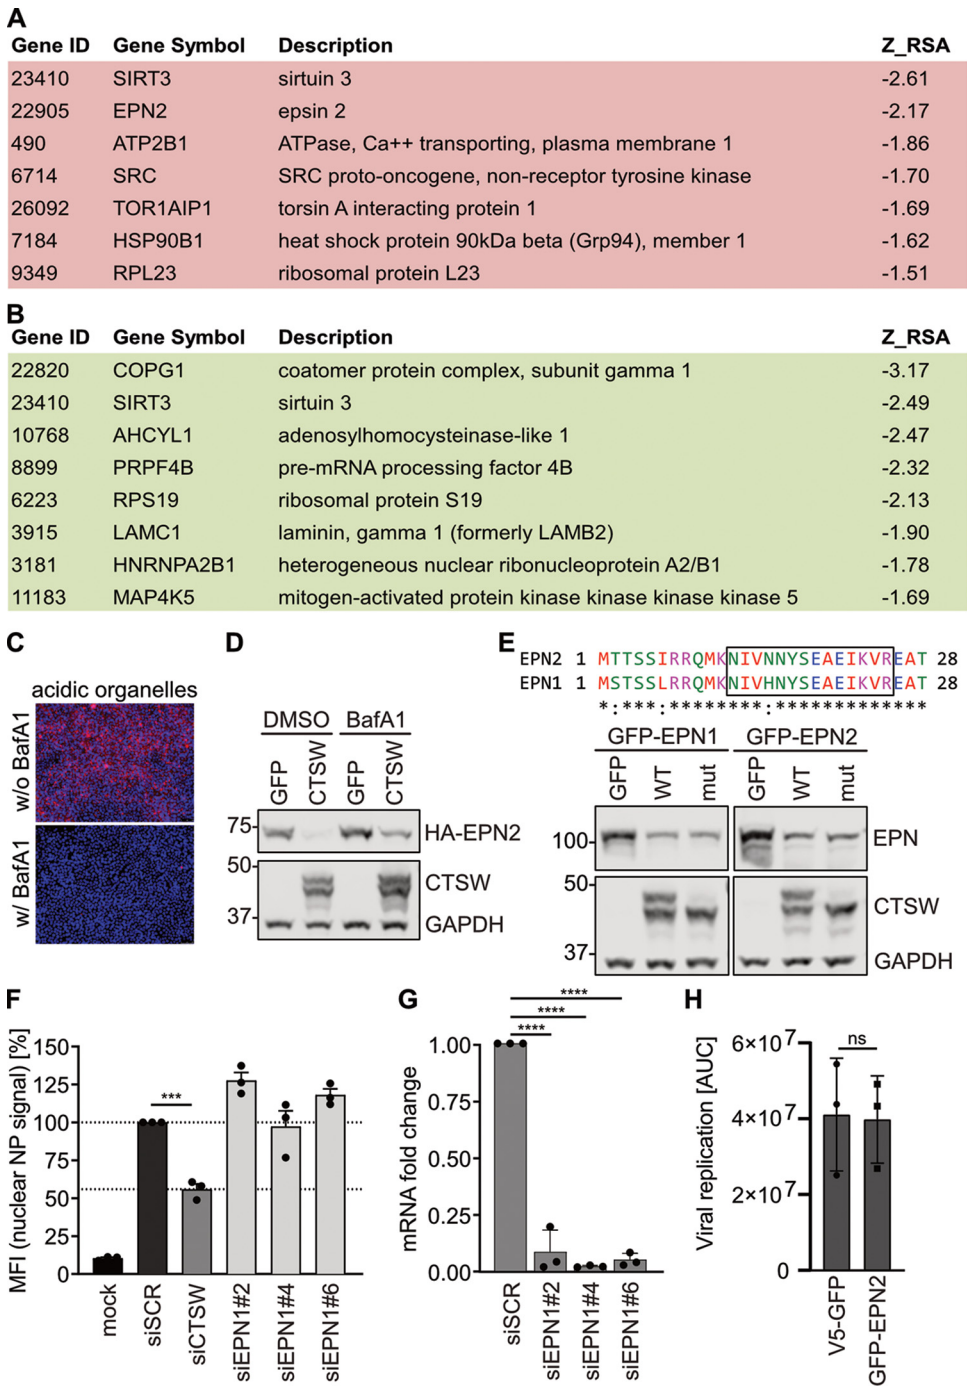 A
Gene ID Gene Symbol Description Z_RSA
23410 SIRT3 sirtuin 3 -2.61
22905 EPN2 epsin 2 -2.17
490 ATP2B1 ATPase, Ca++ transporting, plasma membrane 1 -1.86
6714 SRC SRC proto-oncogene, non-receptor tyrosine kinase -1.70
26092 TOR1AIP1 torsin A interacting protein 1 -1.69
7184 HSP90B1 heat shock protein 90kDa beta (Grp94), member 1 -1.62
9349 RPL23 ribosomal protein L23 -1.51
B
Gene ID Gene Symbol Description Z_RSA
22820 COPG1 coatomer protein complex, subunit gamma 1 -3.17
23410 SIRT3 sirtuin 3 -2.49
10768 AHCYL1 adenosylhomocysteinase-like 1 -2.47
8899 PRPF4B pre-mRNA processing factor 4B -2.32
6223 RPS19 ribosomal protein S19 -2.13
3915 LAMC1 laminin, gamma 1 (formerly LAMB2) -1.90
3181 HNRNPA2B1 heterogeneous nuclear ribonucleoprotein A2/B1 -1.78
11183 MAP4K5 mitogen-activated protein kinase kinase kinase kinase 5 -1.69
C
acidic organelles
w/o BafA1
w/ BafA1
D
DMSO BafA1
GFP CTSW GFP CTSW
75- HA-EPN2
50- CTSW
37- GAPDH
E
EPN2 1 MTTSSIRRQMKNIVNNYSEAEIKVREAT 28
EPN1 1 MSTSSLRRQMKNIVHNYSEAEIKVREAT 28
*:***:********:*************
GFP-EPN1 GFP-EPN2
GFP WT mut GFP WT mut
100- EPN
50- CTSW
37- GAPDH
F
MFI (nuclear NP signal) [%]
150
125
100
75
50
25
0
***
mock siSCR siCTSW siEPN1#2 siEPN1#4 siEPN1#6
G
mRNA fold change
1.00
0.75
0.50
0.25
0.00
****
****
****
siSCR siEPN1#2 siEPN1#4 siEPN1#6
H
Viral replication [AUC]
6×10⁷
4×10⁷
2×10⁷
0
ns
V5-GFP GFP-EPN2